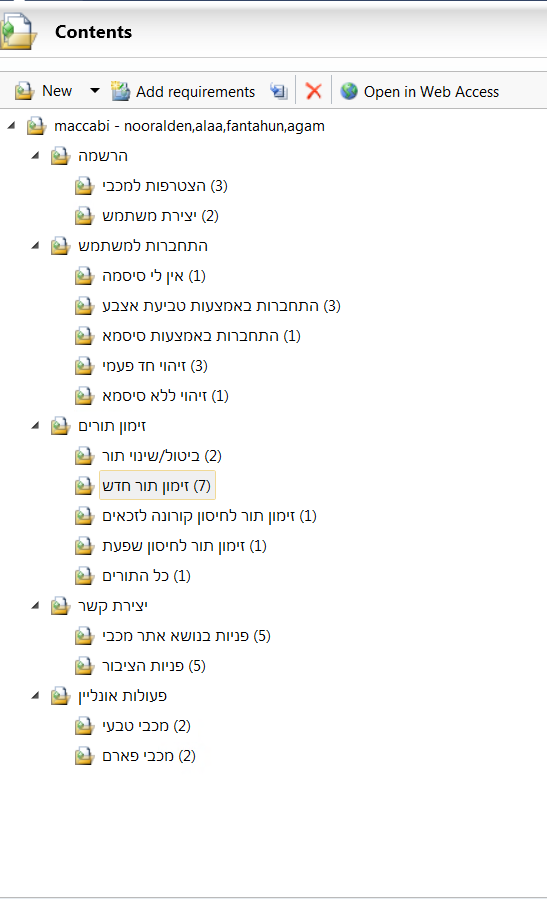 Contents
New Add requirements Open in Web Access
maccabi - nooralden,alaa,fantahun,agam
הרשמה
הצטרפות למכבי (3)
יצירת משתמש (2)
התחברות למשתמש
אין לי סיסמה (1)
התחברות באמצעות טביעת אצבע (3)
התחברות באמצעות סיסמא (1)
זיהוי חד פעמי (3)
זיהוי ללא סיסמא (1)
זימון תורים
ביטול/שינוי תור (2)
זימון תור חדש (7)
זימון תור לחיסון קורונה לזכאים (1)
זימון תור לחיסון שפעת (1)
כל התורים (1)
יצירת קשר
פניות בנושא אתר מכבי (5)
פניות הציבור (5)
פעולות אונליין
מכבי טבעי (2)
מכבי פארם (2)